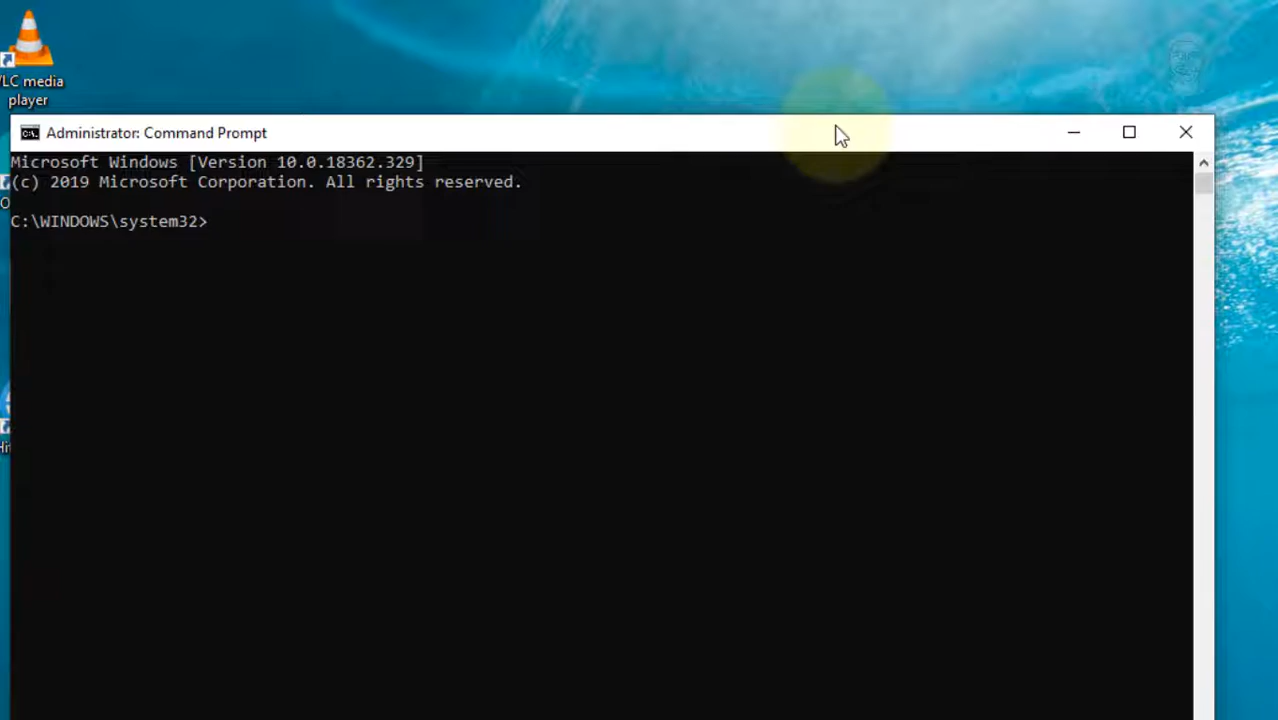 VLC media
player
Administrator: Command Prompt
Microsoft Windows [Version 10.0.18362.329]
(c) 2019 Microsoft Corporation. All rights reserved.
C:\WINDOWS\system32>